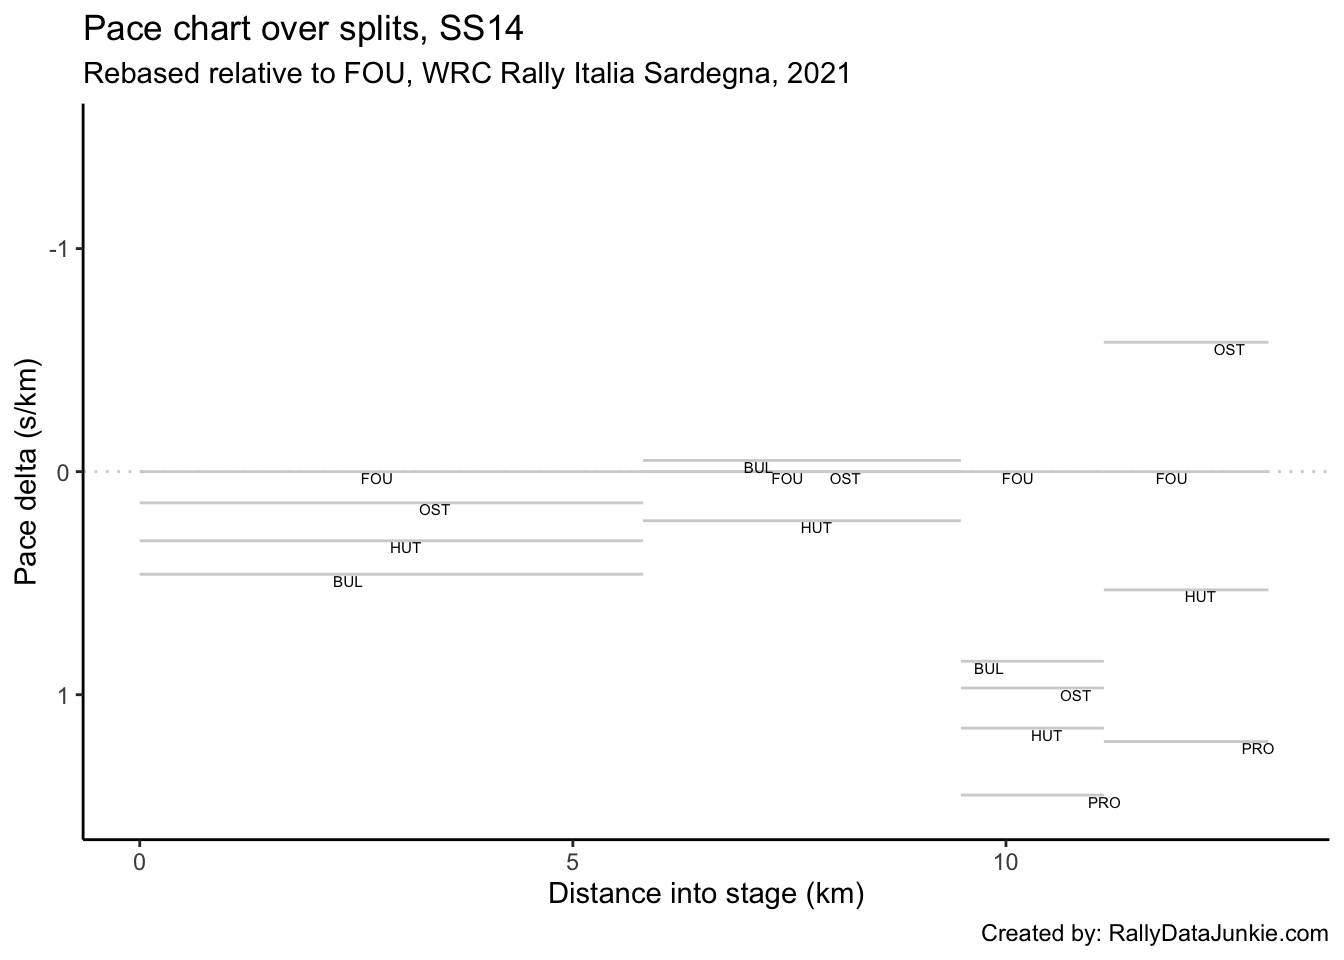 Pace chart over splits, SS14
Rebased relative to FOU, WRC Rally Italia Sardegna, 2021
Pace delta (s/km)
-1
0
1
OST
BUL
FOU
FOU
OST
FOU
FOU
OST
HUT
HUT
BUL
HUT
BUL
OST
HUT
PRO
PRO
0
5
10
Distance into stage (km)
Created by: RallyDataJunkie.com